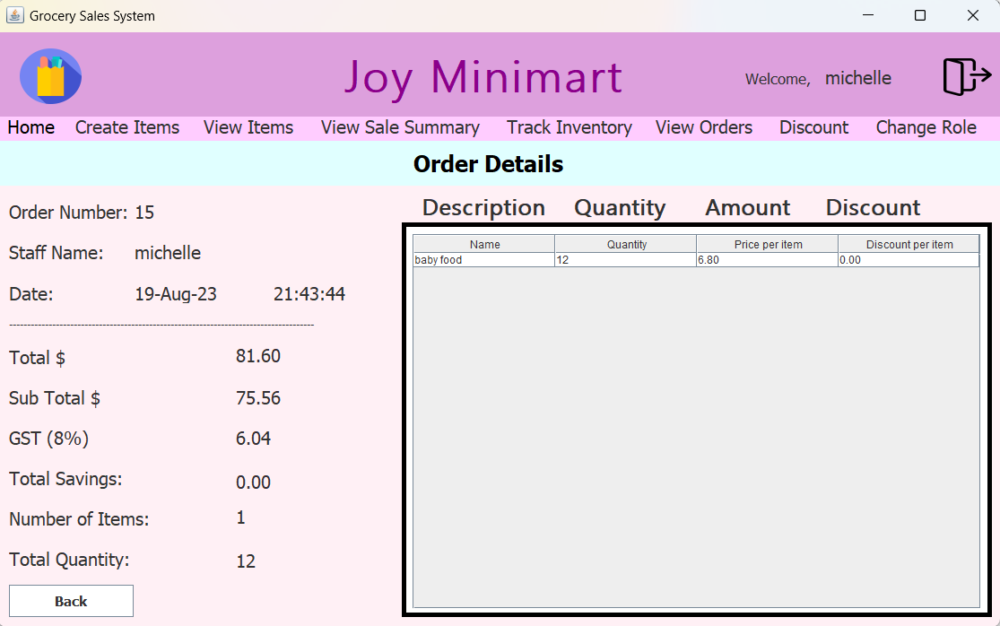 Grocery Sales System
Joy Minimart
Welcome, michelle
Home Create Items View Items View Sale Summary Track Inventory View Orders Discount Change Role
Order Details
Order Number: 15
Staff Name: michelle
Date: 19-Aug-23 21:43:44
--------------------------------------------------------------------------------
Total $ 81.60
Sub Total $ 75.56
GST (8%) 6.04
Total Savings: 0.00
Number of Items: 1
Total Quantity: 12
Back
Description Quantity Amount Discount
Name Quantity Price per item Discount per item
baby food 12 6.80 0.00